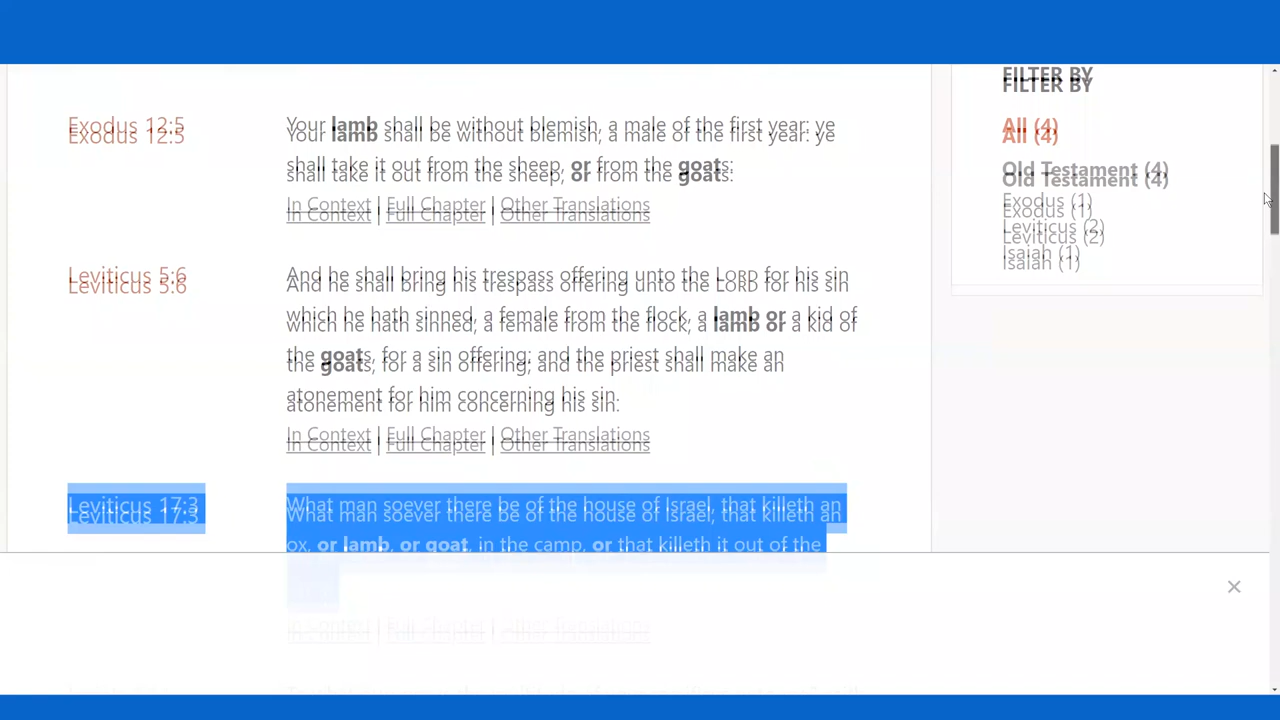 FILTER BY
Exodus 12:5
Your lamb shall be without blemish, a male of the first year: ye
shall take it out from the sheep, or from the goats:
In Context | Full Chapter | Other Translations
All (4)
Old Testament (4)
Exodus (1)
Leviticus (2)
Isaiah (1)
Leviticus 5:6
And he shall bring his trespass offering unto the LORD for his sin
which he hath sinned, a female from the flock, a lamb or a kid of
the goats, for a sin offering; and the priest shall make an
atonement for him concerning his sin.
In Context | Full Chapter | Other Translations
Leviticus 17:3
What man soever there be of the house of Israel, that killeth an
ox, or lamb, or goat, in the camp, or that killeth it out of the